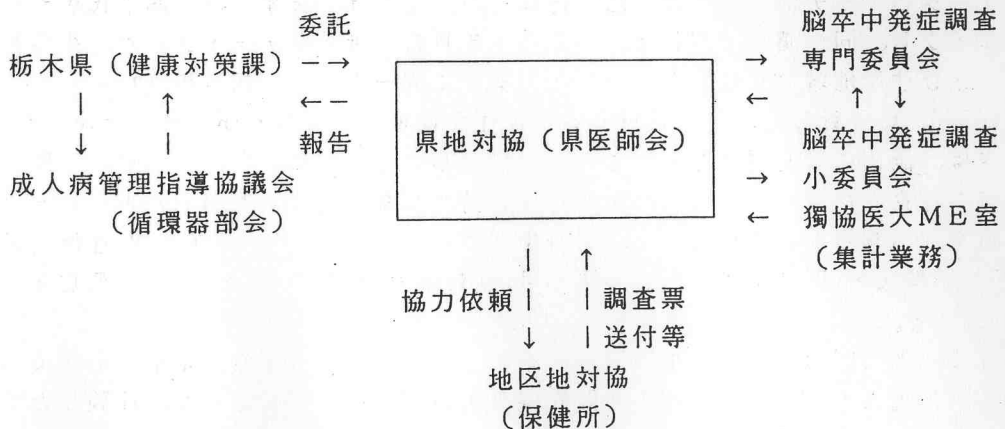 委託
栃木県（健康対策課）
報告
成人病管理指導協議会
（循環器部会）
県地対協（県医師会）
脳卒中発症調査
専門委員会
脳卒中発症調査
小委員会
獨協医大ＭＥ室
（集計業務）
協力依頼
調査票
送付等
地区地対協
（保健所）